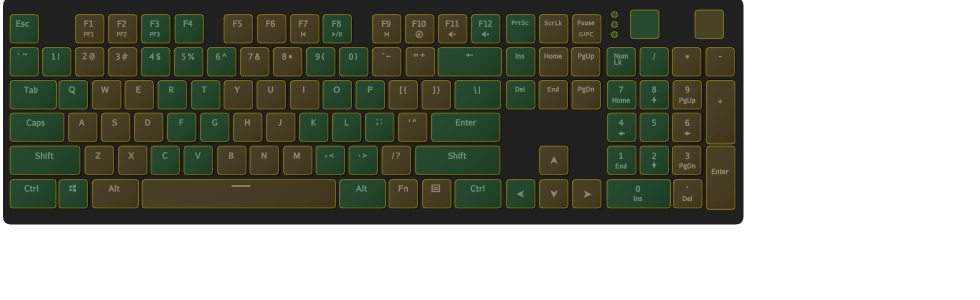 Esc F1 F2 F3 F4 F5 F6 F7 F8 F9 F10 F11 F12 PrtSc ScrLk Pause
PF1 PF2 PF3 G/PC
` ~ 1 ! 2 @ 3 # 4 $ 5 % 6 ^ 7 & 8 * 9 ( 0 ) - _ = + ← Ins Home PgUp Num Lk / * -
Tab Q W E R T Y U I O P [ { ] } \ | Del End PgDn 7 8 9 +
Home PgUp
Caps A S D F G H J K L ; : ' " Enter 4 5 6
Shift Z X C V B N M , < . > / ? Shift 1 2 3 Enter
End PgDn
Ctrl Alt Alt Fn Ctrl 0 .
Ins Del